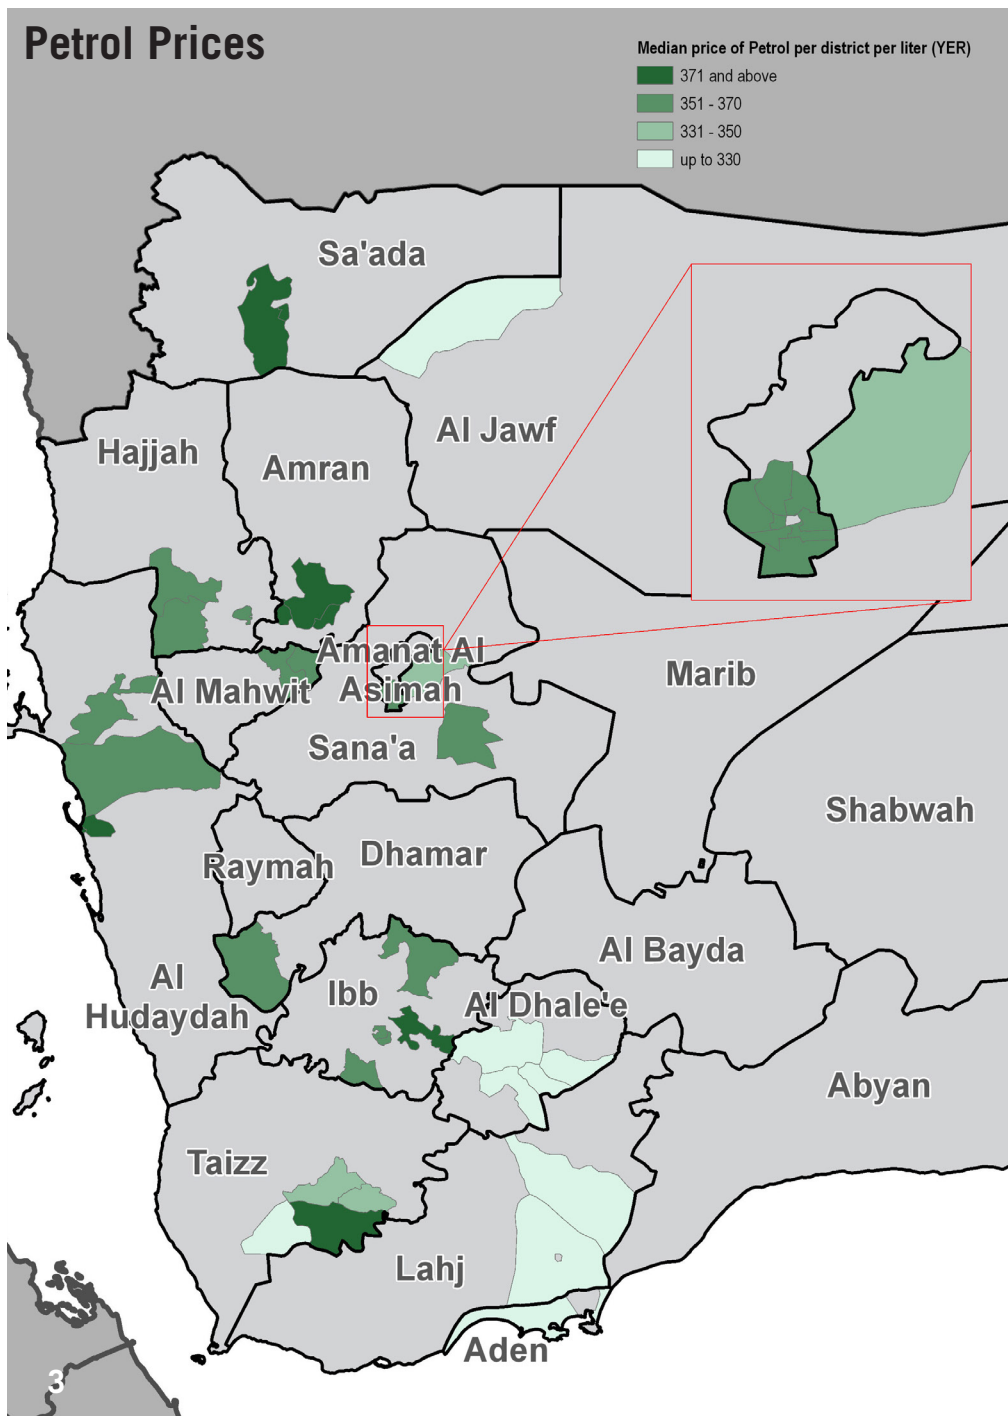 Petrol Prices
Median price of Petrol per district per liter (YER)
371 and above
351 - 370
331 - 350
up to 330
Sa'ada
Al Jawf
Hajjah
Amran
Amanat Al
Asimah
Al Mahwit
Marib
Sana'a
Shabwah
Dhamar
Raymah
Al Bayda
Al
Hudaydah
Ibb
Al Dhale'e
Abyan
Taizz
Lahj
Aden
3